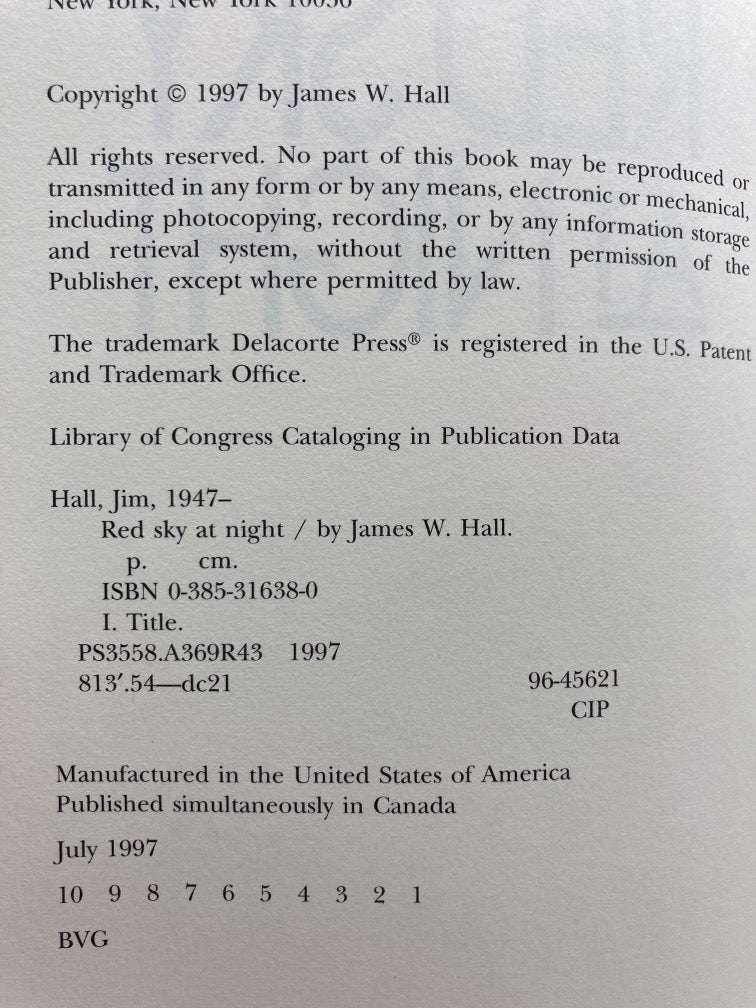 New York, New York 10036
Copyright © 1997 by James W. Hall
All rights reserved. No part of this book may be reproduced or
transmitted in any form or by any means, electronic or mechanical,
including photocopying, recording, or by any information storage
and retrieval system, without the written permission of the
Publisher, except where permitted by law.
The trademark Delacorte Press® is registered in the U.S. Patent
and Trademark Office.
Library of Congress Cataloging in Publication Data
Hall, Jim, 1947–
Red sky at night / by James W. Hall.
p. cm.
ISBN 0-385-31638-0
I. Title.
PS3558.A369R43 1997
813′.54—dc21 96-45621
CIP
Manufactured in the United States of America
Published simultaneously in Canada
July 1997
10 9 8 7 6 5 4 3 2 1
BVG